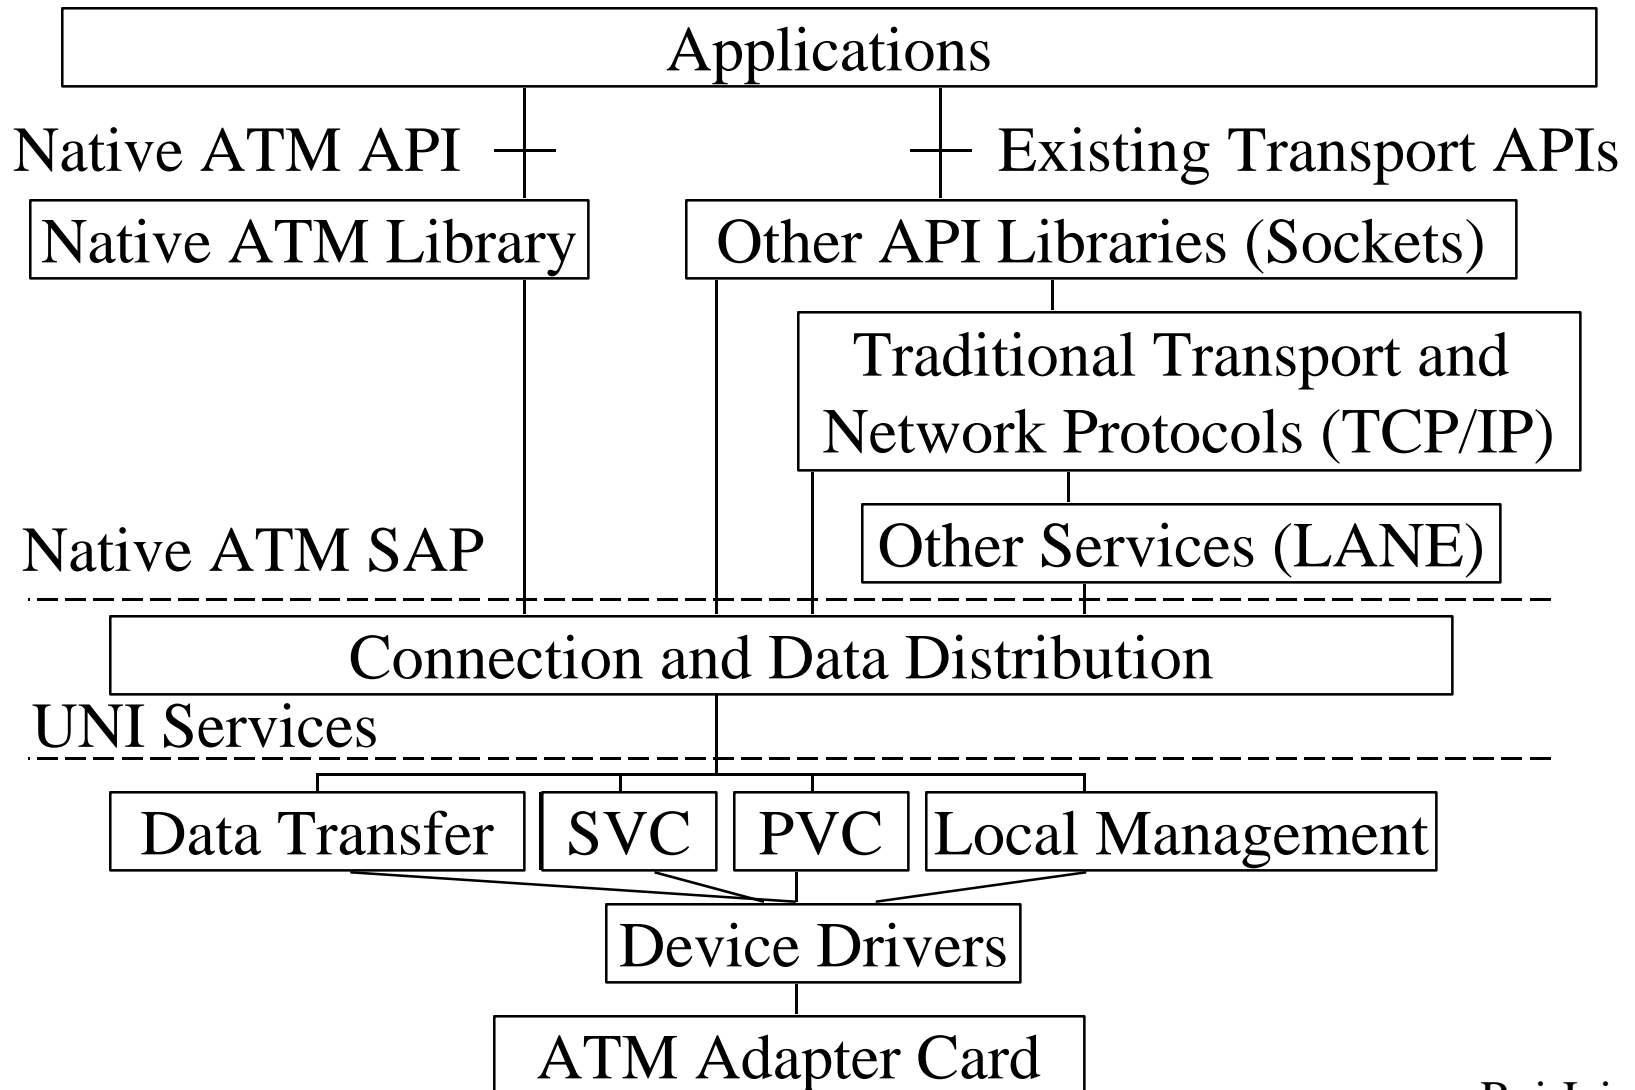 Applications
Native ATM API
Existing Transport APIs
Native ATM Library
Other API Libraries (Sockets)
Traditional Transport and
Network Protocols (TCP/IP)
Native ATM SAP
Other Services (LANE)
Connection and Data Distribution
UNI Services
Data Transfer
SVC
PVC
Local Management
Device Drivers
ATM Adapter Card